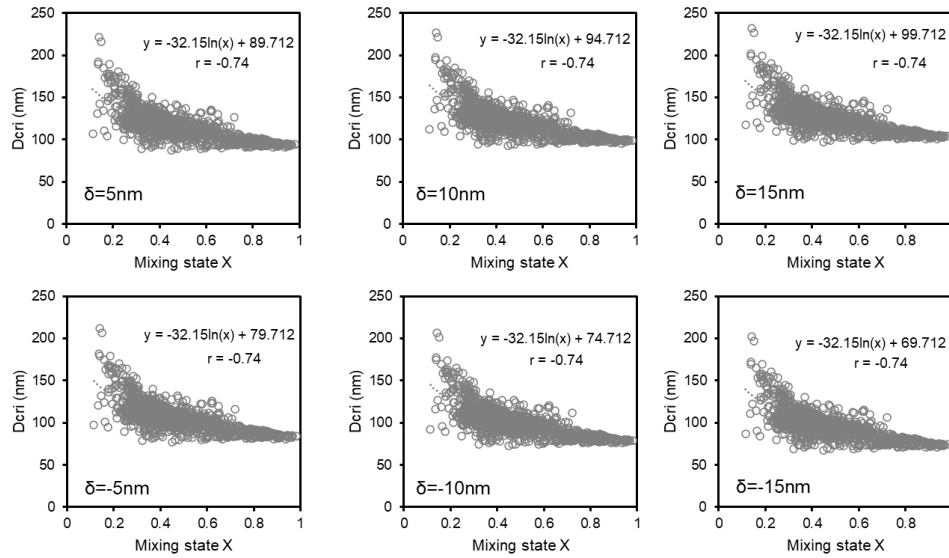 250
200
150
100
50
0
Dcri (nm)
y = -32.15ln(x) + 89.712
r = -0.74
δ=5nm
0 0.2 0.4 0.6 0.8 1
Mixing state X
250
200
150
100
50
0
Dcri (nm)
y = -32.15ln(x) + 94.712
r = -0.74
δ=10nm
0 0.2 0.4 0.6 0.8 1
Mixing state X
250
200
150
100
50
0
Dcri (nm)
y = -32.15ln(x) + 99.712
r = -0.74
δ=15nm
0 0.2 0.4 0.6 0.8
Mixing state X
250
200
150
100
50
0
Dcri (nm)
y = -32.15ln(x) + 79.712
r = -0.74
δ=-5nm
0 0.2 0.4 0.6 0.8 1
Mixing state X
250
200
150
100
50
0
Dcri (nm)
y = -32.15ln(x) + 74.712
r = -0.74
δ=-10nm
0 0.2 0.4 0.6 0.8 1
Mixing state X
250
200
150
100
50
0
Dcri (nm)
y = -32.15ln(x) + 69.712
r = -0.74
δ=-15nm
0 0.2 0.4 0.6 0.8
Mixing state X